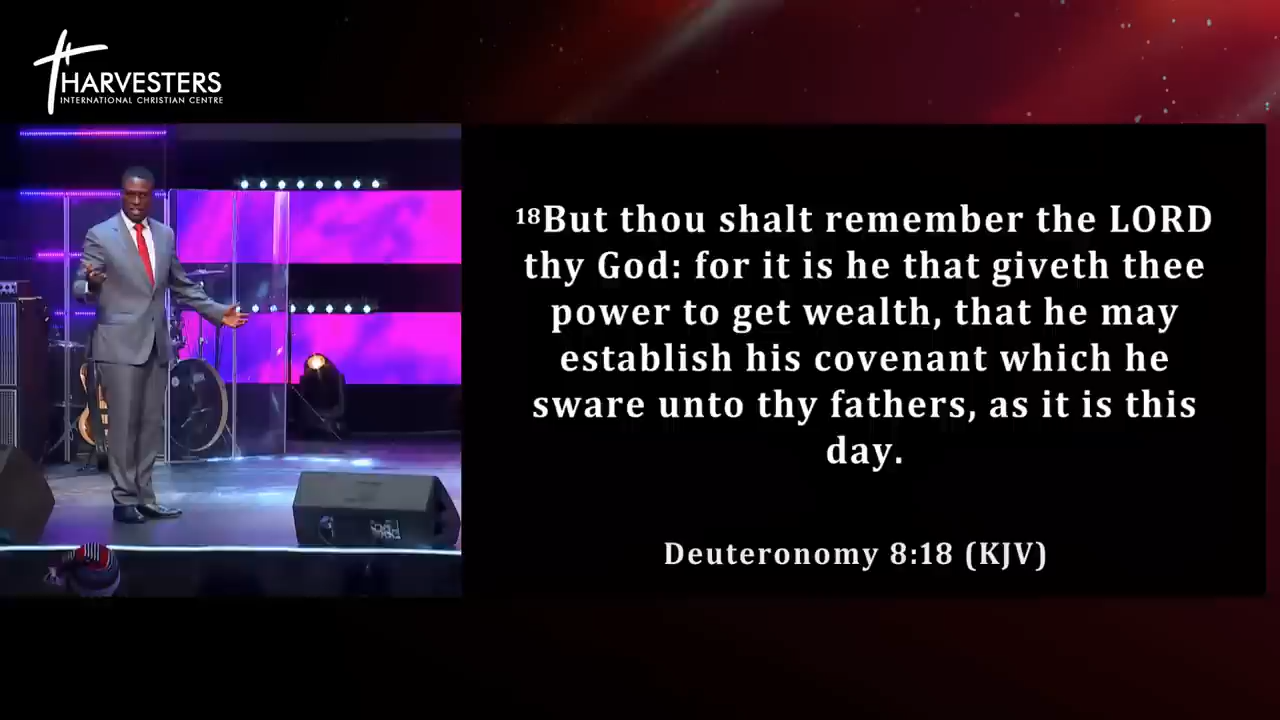 HARVESTERS
INTERNATIONAL CHRISTIAN CENTRE
18But thou shalt remember the LORD
thy God: for it is he that giveth thee
power to get wealth, that he may
establish his covenant which he
sware unto thy fathers, as it is this
day.
Deuteronomy 8:18 (KJV)